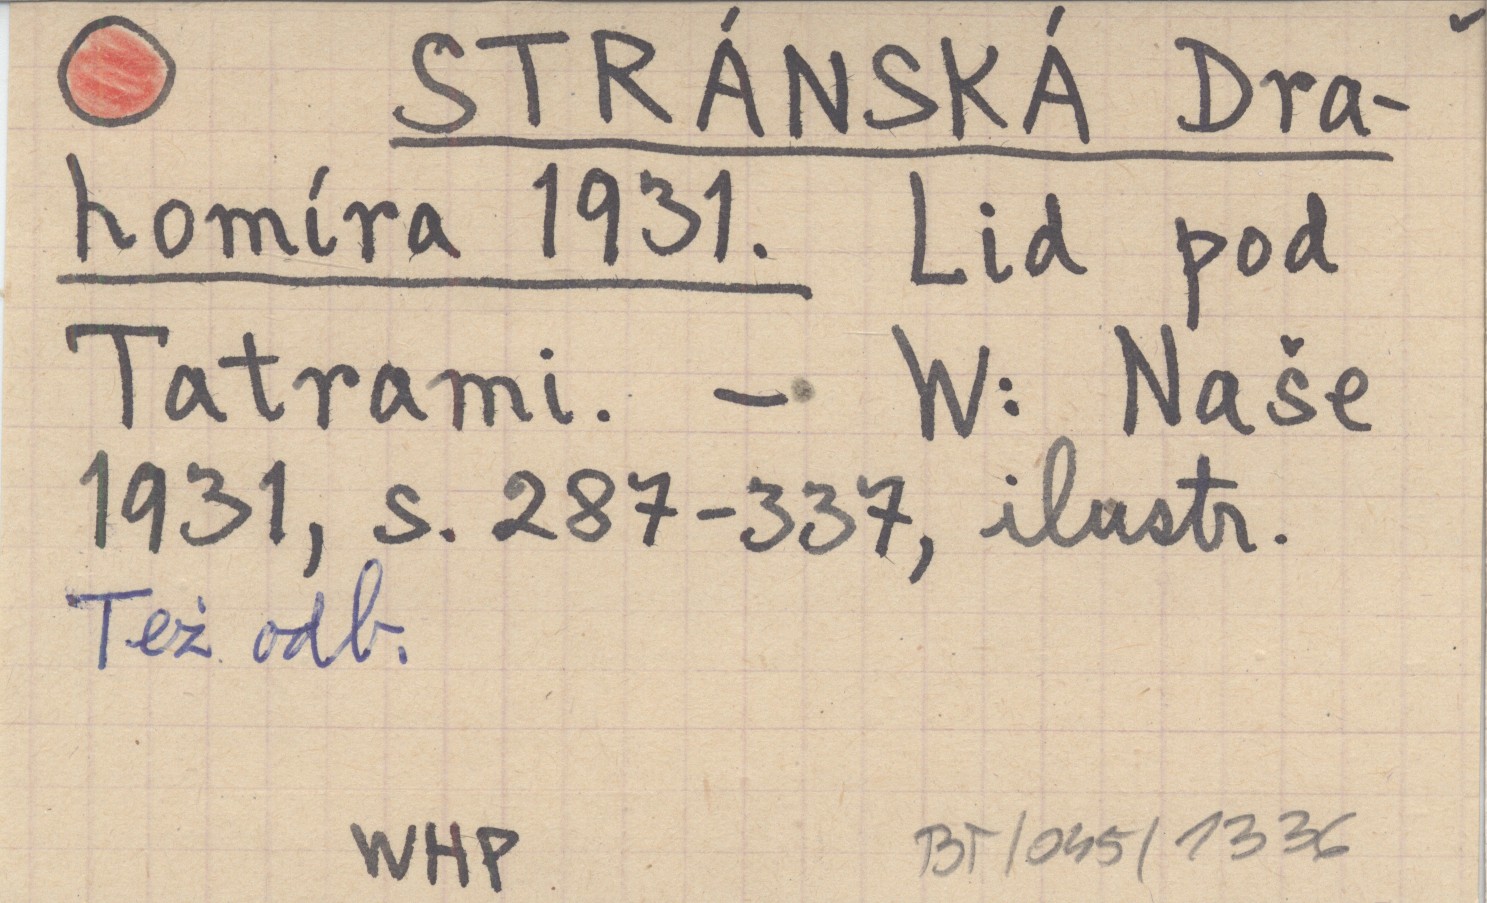 STRÁNSKÁ Dra-
homíra 1931. Lid pod
Tatrami. - W: Naše
1931, s. 287-337, ilustr.
Też odb.
WHP BT/045/1336